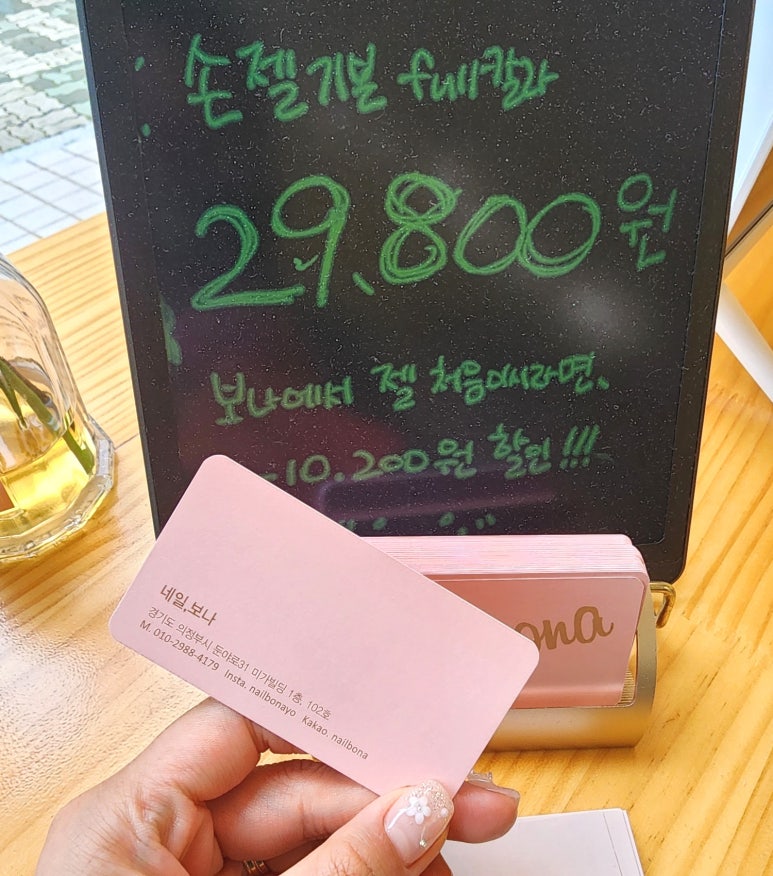 손젤기본 full칼라
29,800원
보나에서 젤 처음이시라면,
-10.200원 할인!!!
네일,보나
경기도 의정부시 둔야로31 미가빌딩 1층, 102호
M. 010-2988-4179 Insta. nailbonayo Kakao. nailbona